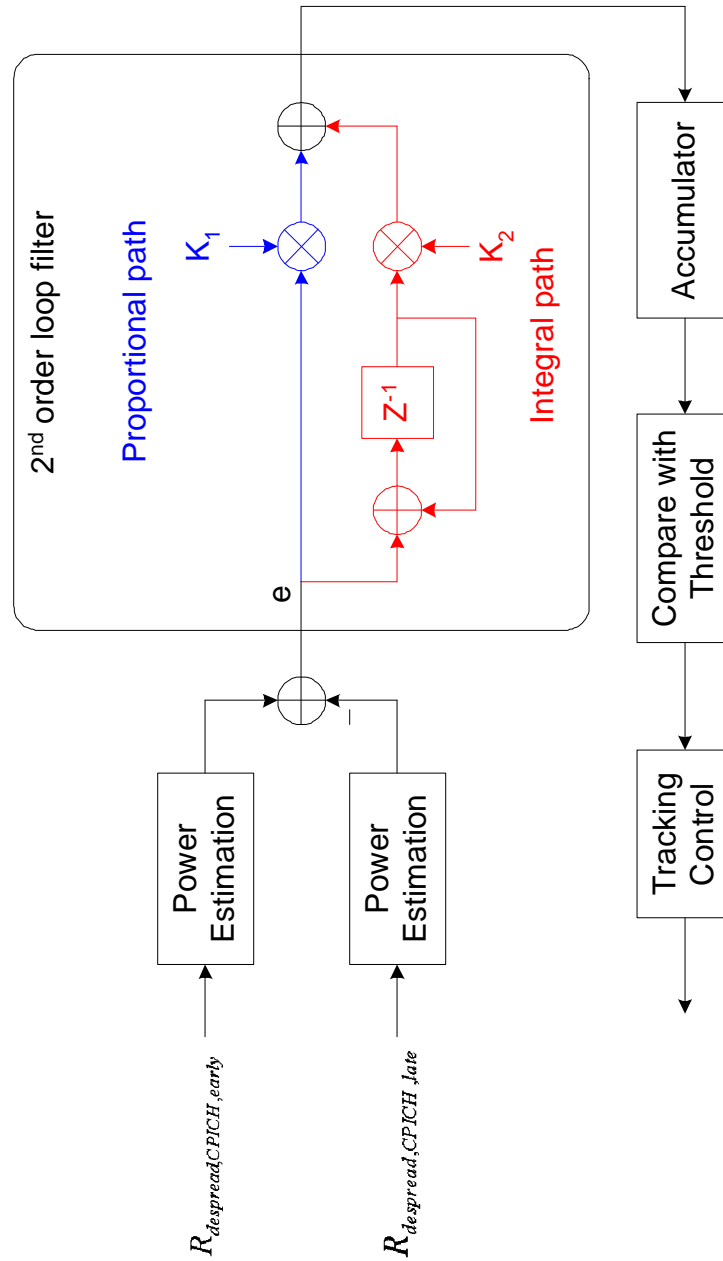 2nd order loop filter
Proportional path
K1
e
Z-1
K2
Integral path
Rdespread,CPICH,early
Power
Estimation
Rdespread,CPICH,late
Power
Estimation
–
Accumulator
Compare with
Threshold
Tracking
Control